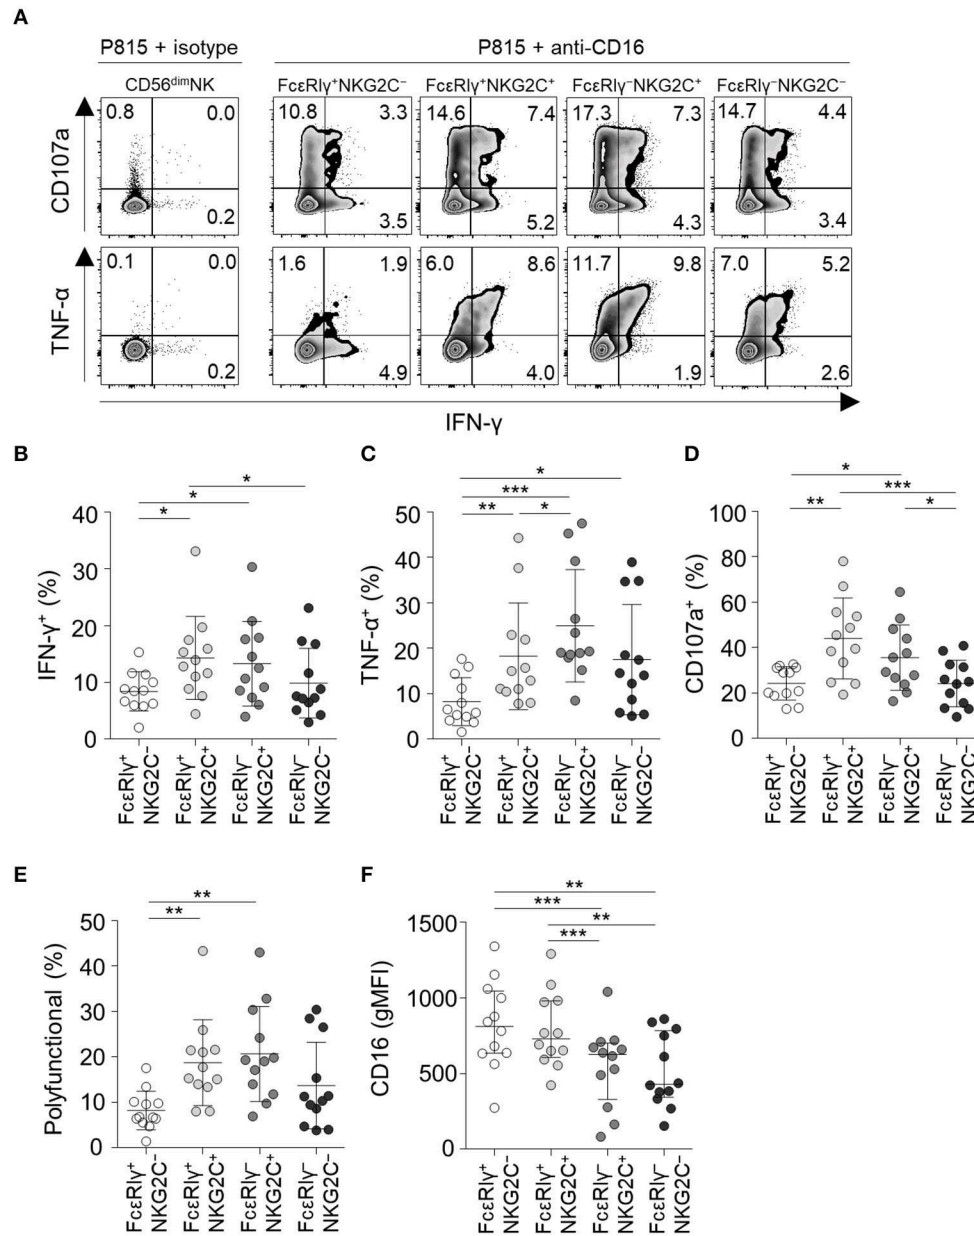 A
P815 + isotype
P815 + anti-CD16
CD56dimNK
FcεRIγ+NKG2C−
FcεRIγ+NKG2C+
FcεRIγ−NKG2C+
FcεRIγ−NKG2C−
CD107a
0.8 0.0
0.2
10.8 3.3
3.5
14.6 7.4
5.2
17.3 7.3
4.3
14.7 4.4
3.4
TNF-α
0.1 0.0
0.2
1.6 1.9
4.9
6.0 8.6
4.0
11.7 9.8
1.9
7.0 5.2
2.6
IFN-γ
B
*
*
*
IFN-γ+ (%)
40
30
20
10
0
FcεRIγ+
NKG2C−
FcεRIγ+
NKG2C+
FcεRIγ−
NKG2C+
FcεRIγ−
NKG2C−
C
*
***
** *
TNF-α+ (%)
50
40
30
20
10
0
FcεRIγ+
NKG2C−
FcεRIγ+
NKG2C+
FcεRIγ−
NKG2C+
FcεRIγ−
NKG2C−
D
*
***
** *
CD107a+ (%)
100
80
60
40
20
0
FcεRIγ+
NKG2C−
FcεRIγ+
NKG2C+
FcεRIγ−
NKG2C+
FcεRIγ−
NKG2C−
E
**
**
Polyfunctional (%)
50
40
30
20
10
0
FcεRIγ+
NKG2C−
FcεRIγ+
NKG2C+
FcεRIγ−
NKG2C+
FcεRIγ−
NKG2C−
F
**
***
**
***
CD16 (gMFI)
1500
1000
500
0
FcεRIγ+
NKG2C−
FcεRIγ+
NKG2C+
FcεRIγ−
NKG2C+
FcεRIγ−
NKG2C−